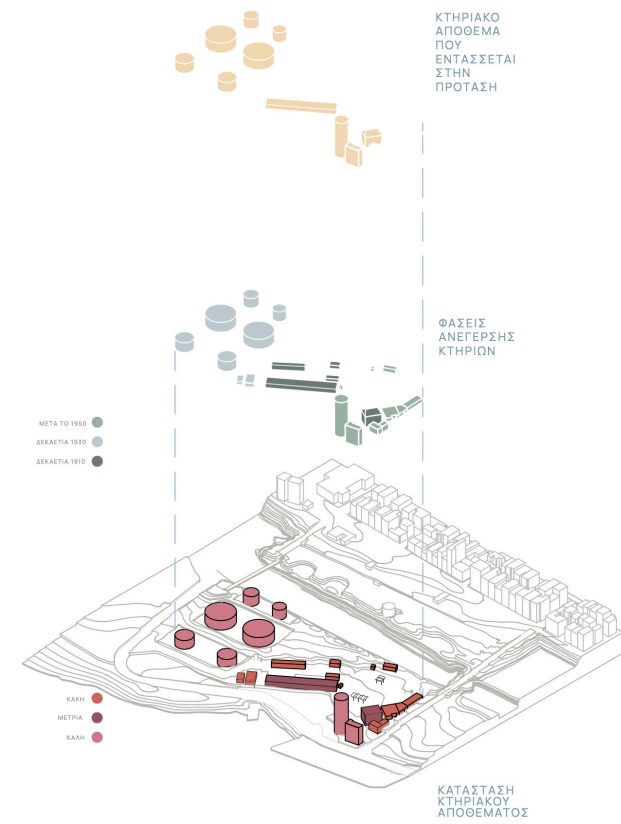 ΚΤΗΡΙΑΚΟ
ΑΠΟΘΕΜΑ
ΠΟΥ
ΕΝΤΑΣΣΕΤΑΙ
ΣΤΗΝ
ΠΡΟΤΑΣΗ
ΦΑΣΕΙΣ
ΑΝΕΓΕΡΣΗΣ
ΚΤΗΡΙΩΝ
ΜΕΤΑ ΤΟ 1950
ΔΕΚΑΕΤΙΑ 1930
ΔΕΚΑΕΤΙΑ 1910
ΚΑΚΗ
ΜΕΤΡΙΑ
ΚΑΛΗ
ΚΑΤΑΣΤΑΣΗ
ΚΤΗΡΙΑΚΟΥ
ΑΠΟΘΕΜΑΤΟΣ